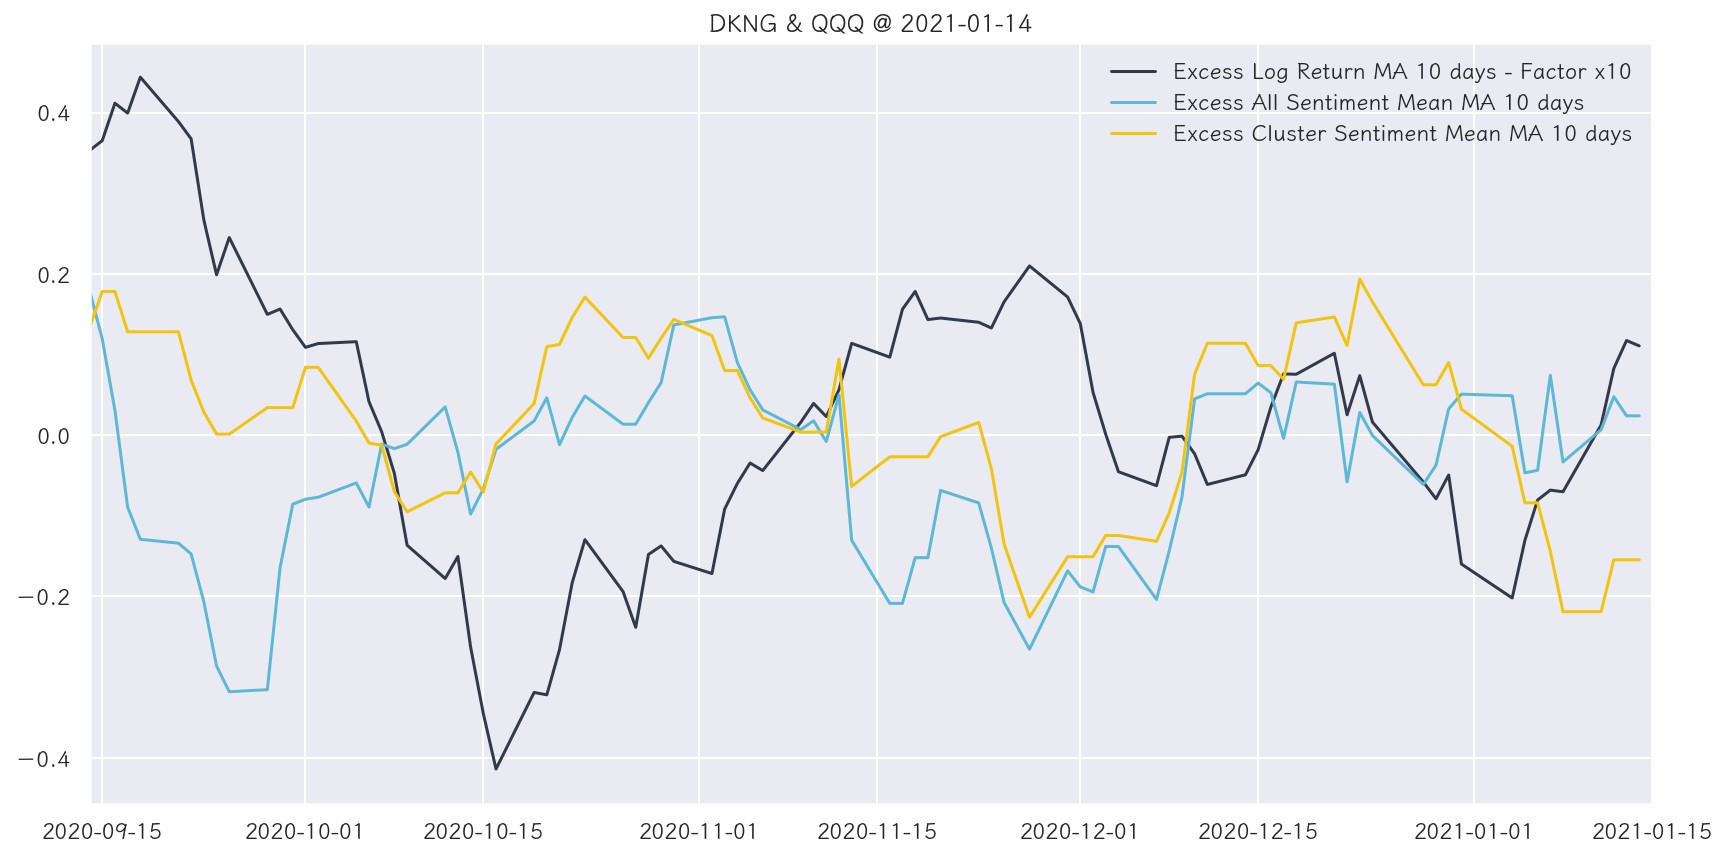 DKNG & QQQ @ 2021-01-14
Excess Log Return MA 10 days - Factor x10
Excess All Sentiment Mean MA 10 days
Excess Cluster Sentiment Mean MA 10 days
0.4
0.2
0.0
−0.2
−0.4
2020-09-15 2020-10-01 2020-10-15 2020-11-01 2020-11-15 2020-12-01 2020-12-15 2021-01-01 2021-01-15